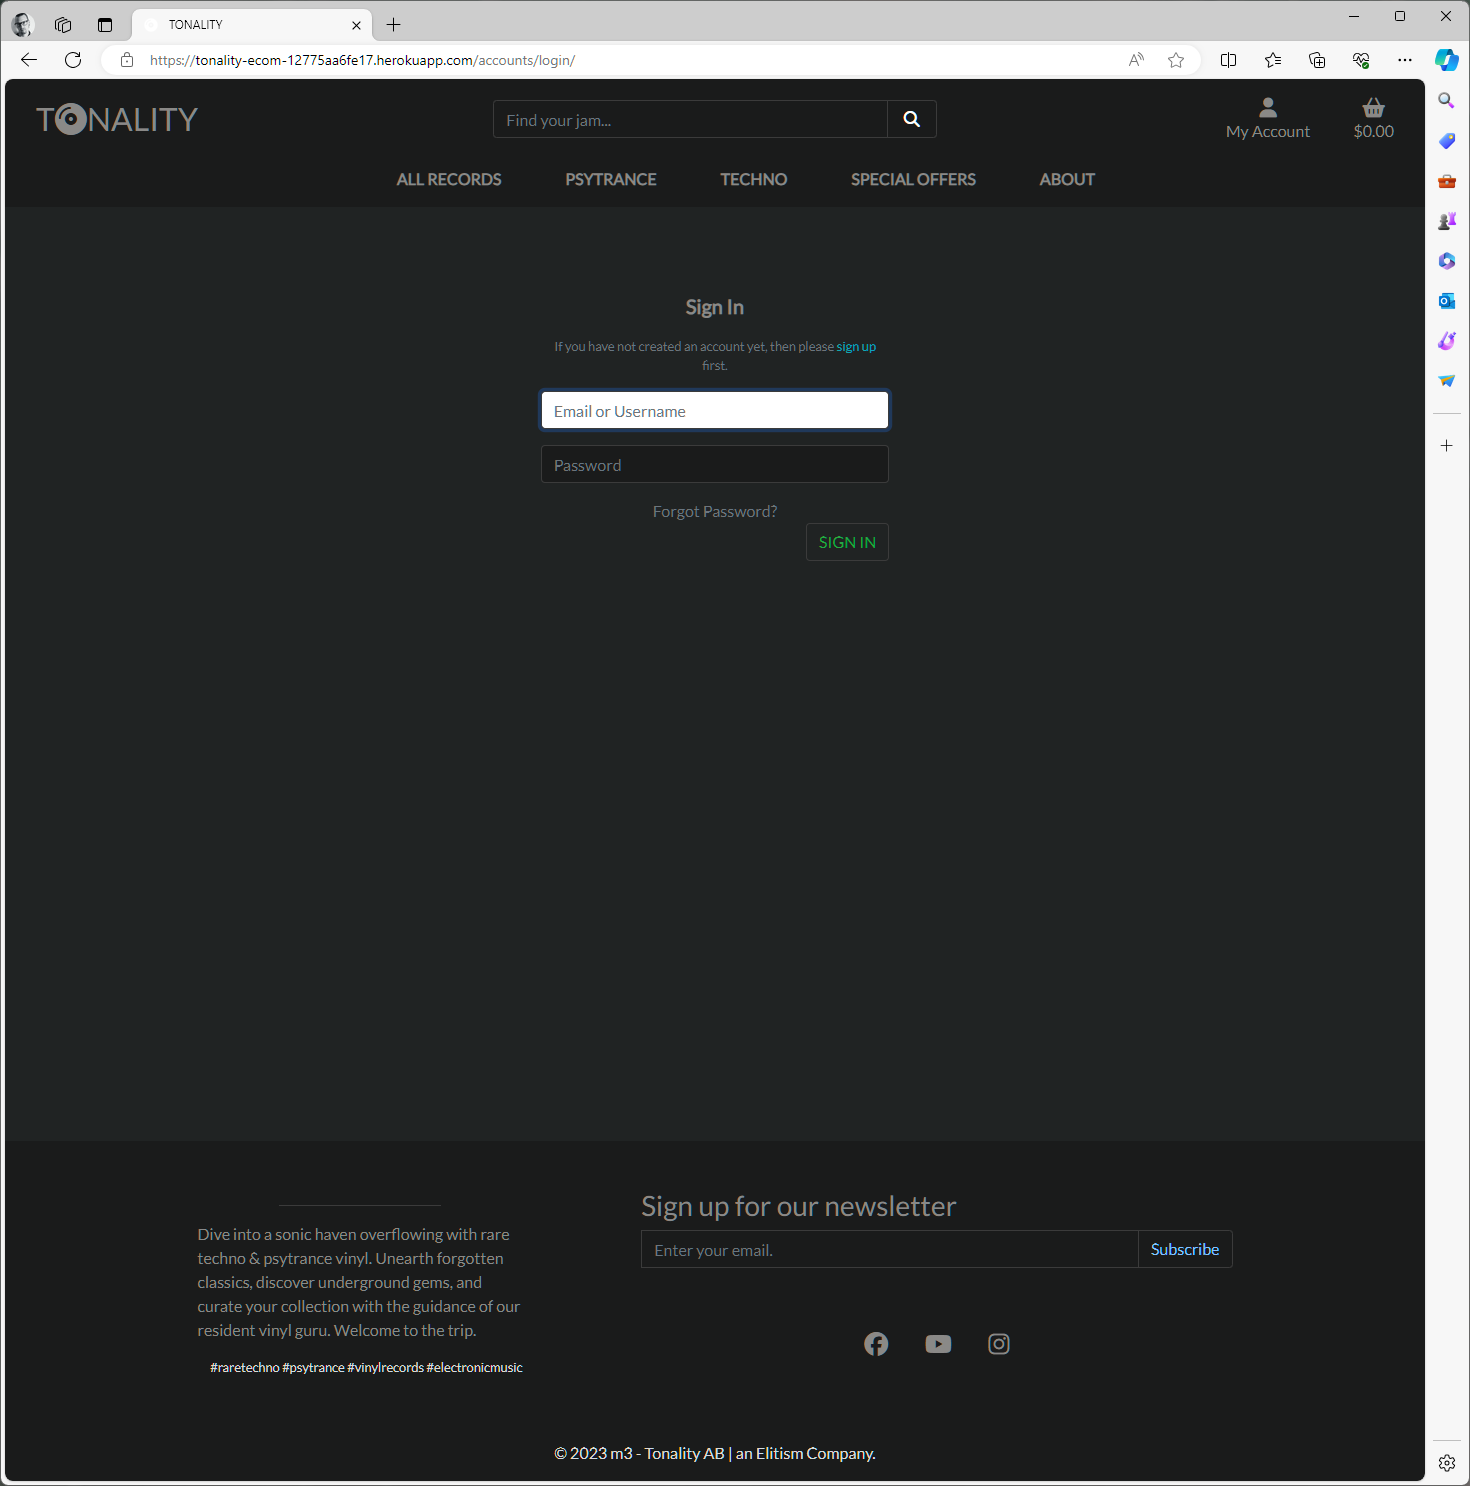 TONALITY
https://tonality-ecom-12775aa6fe17.herokuapp.com/accounts/login/
TONALITY
Find your jam...
My Account
$0.00
ALL RECORDS PSYTRANCE TECHNO SPECIAL OFFERS ABOUT
Sign In
If you have not created an account yet, then please sign up
first.
Email or Username
Password
Forgot Password?
SIGN IN
Dive into a sonic haven overflowing with rare
techno & psytrance vinyl. Unearth forgotten
classics, discover underground gems, and
curate your collection with the guidance of our
resident vinyl guru. Welcome to the trip.
#raretechno #psytrance #vinylrecords #electronicmusic
Sign up for our newsletter
Enter your email.
Subscribe
© 2023 m3 - Tonality AB | an Elitism Company.